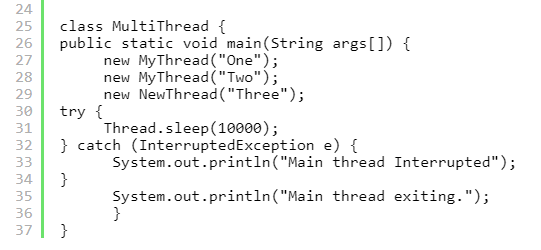 24
25 class MultiThread {
26 public static void main(String args[]) {
27 new MyThread("One");
28 new MyThread("Two");
29 new NewThread("Three");
30 try {
31 Thread.sleep(10000);
32 } catch (InterruptedException e) {
33 System.out.println("Main thread Interrupted");
34 }
35 System.out.println("Main thread exiting.");
36 }
37 }